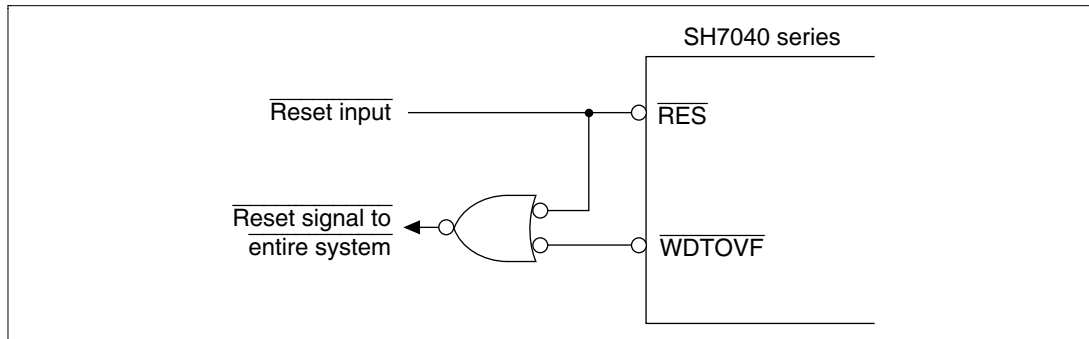 SH7040 series
Reset input
RES
Reset signal to
entire system
WDTOVF